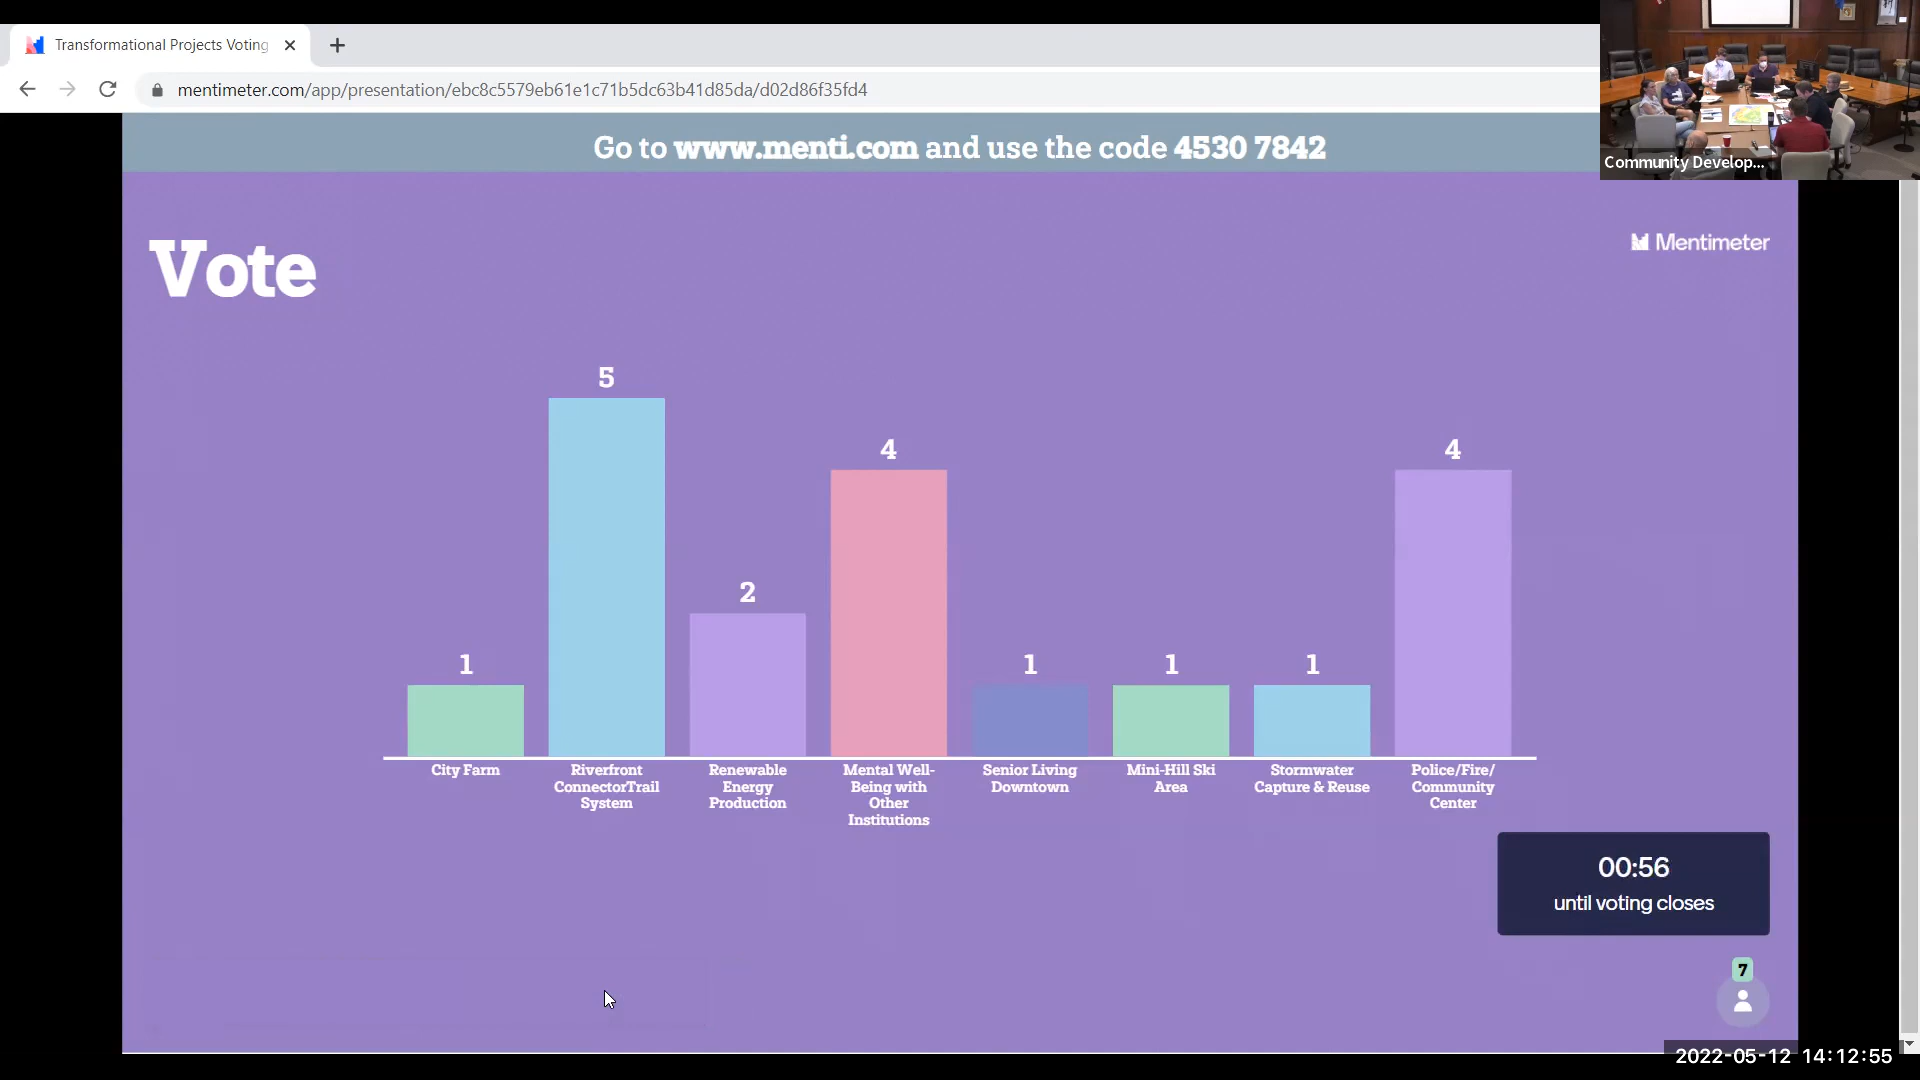 Transformational Projects Voting
mentimeter.com/app/presentation/ebc8c5579eb61e1c71b5dc63b41d85da/d02d86f35fd4
Community Develop...
Go to www.menti.com and use the code 4530 7842
Vote
Mentimeter
1
5
2
4
1
1
1
4
City Farm
Riverfront
ConnectorTrail
System
Renewable
Energy
Production
Mental Well-
Being with
Other
Institutions
Senior Living
Downtown
Mini-Hill Ski
Area
Stormwater
Capture & Reuse
Police/Fire/
Community
Center
00:56
until voting closes
7
2022-05-12 14:12:55